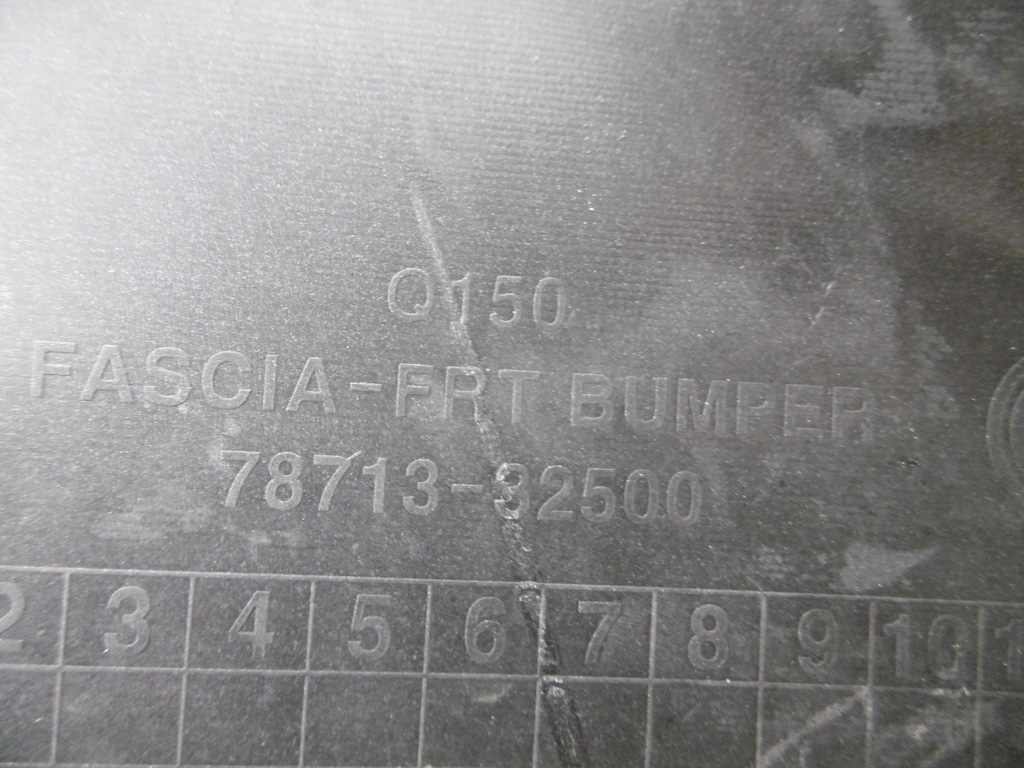 Q150
FASCIA-FRT BUMPER
78713-32500
2 3 4 5 6 7 8 9 10